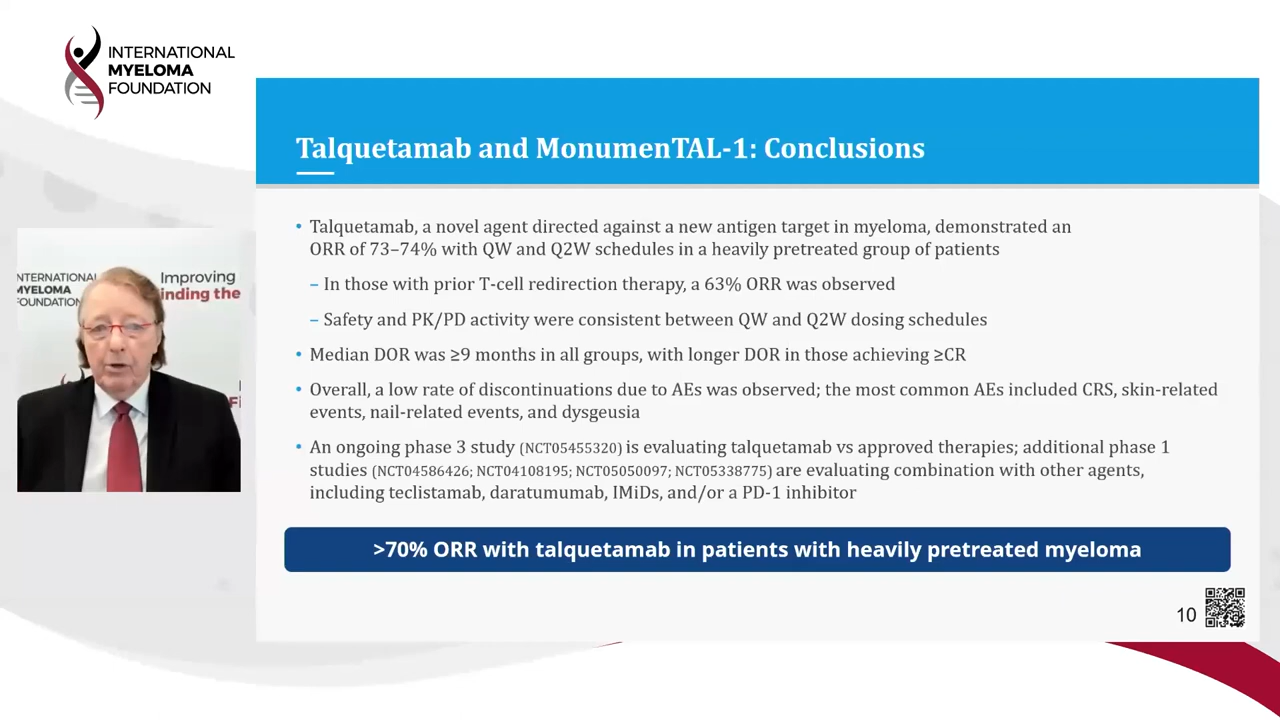 INTERNATIONAL
MYELOMA
FOUNDATION
Talquetamab and MonumenTAL-1: Conclusions
• Talquetamab, a novel agent directed against a new antigen target in myeloma, demonstrated an
ORR of 73–74% with QW and Q2W schedules in a heavily pretreated group of patients
– In those with prior T-cell redirection therapy, a 63% ORR was observed
– Safety and PK/PD activity were consistent between QW and Q2W dosing schedules
• Median DOR was ≥9 months in all groups, with longer DOR in those achieving ≥CR
• Overall, a low rate of discontinuations due to AEs was observed; the most common AEs included CRS, skin-related
events, nail-related events, and dysgeusia
• An ongoing phase 3 study (NCT05455320) is evaluating talquetamab vs approved therapies; additional phase 1
studies (NCT04586426; NCT04108195; NCT05050097; NCT05338775) are evaluating combination with other agents,
including teclistamab, daratumumab, IMiDs, and/or a PD-1 inhibitor
>70% ORR with talquetamab in patients with heavily pretreated myeloma
10
INTERNATIONAL
MYELOMA
FOUNDATION
Improving
inding the